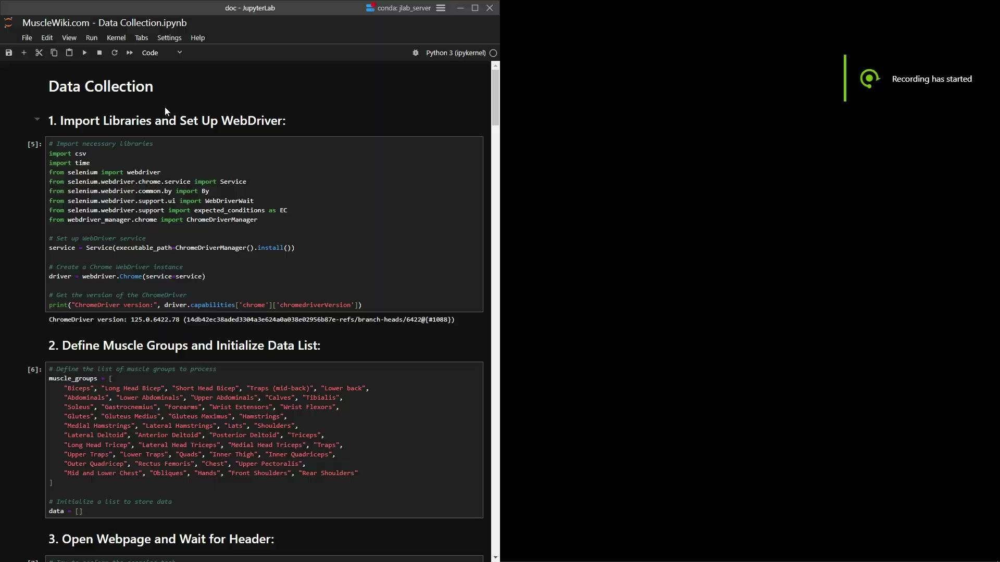 doc - JupyterLab
conda: jlab_server
MuscleWiki.com - Data Collection.ipynb
File Edit View Run Kernel Tabs Settings Help
Code
Python 3 (ipykernel)
Recording has started
Data Collection
1. Import Libraries and Set Up WebDriver:
[5]:
# Import necessary libraries
import csv
import time
from selenium import webdriver
from selenium.webdriver.chrome.service import Service
from selenium.webdriver.common.by import By
from selenium.webdriver.support.ui import WebDriverWait
from selenium.webdriver.support import expected_conditions as EC
from webdriver_manager.chrome import ChromeDriverManager
# Set up WebDriver service
service = Service(executable_path=ChromeDriverManager().install())
# Create a Chrome WebDriver instance
driver = webdriver.Chrome(service=service)
# Get the version of the ChromeDriver
print("ChromeDriver version:", driver.capabilities['chrome']['chromedriverVersion'])
ChromeDriver version: 125.0.6422.78 (14db42ec38aded3304a3e624a0a038e02956b87e-refs/branch-heads/6422@{#1088})
2. Define Muscle Groups and Initialize Data List:
[6]:
# Define the list of muscle groups to process
muscle_groups = [
"Biceps", "Long Head Bicep", "Short Head Bicep", "Traps (mid-back)", "Lower back",
"Abdominals", "Lower Abdominals", "Upper Abdominals", "Calves", "Tibialis",
"Soleus", "Gastrocnemius", "Forearms", "Wrist Extensors", "Wrist Flexors",
"Glutes", "Gluteus Medius", "Gluteus Maximus", "Hamstrings",
"Medial Hamstrings", "Lateral Hamstrings", "Lats", "Shoulders",
"Lateral Deltoid", "Anterior Deltoid", "Posterior Deltoid", "Triceps",
"Long Head Tricep", "Lateral Head Triceps", "Medial Head Triceps", "Traps",
"Upper Traps", "Lower Traps", "Quads", "Inner Thigh", "Inner Quadriceps",
"Outer Quadricep", "Rectus Femoris", "Chest", "Upper Pectoralis",
"Mid and Lower Chest", "Obliques", "Hands", "Front Shoulders", "Rear Shoulders"
]
# Initialize a list to store data
data = []
3. Open Webpage and Wait for Header: